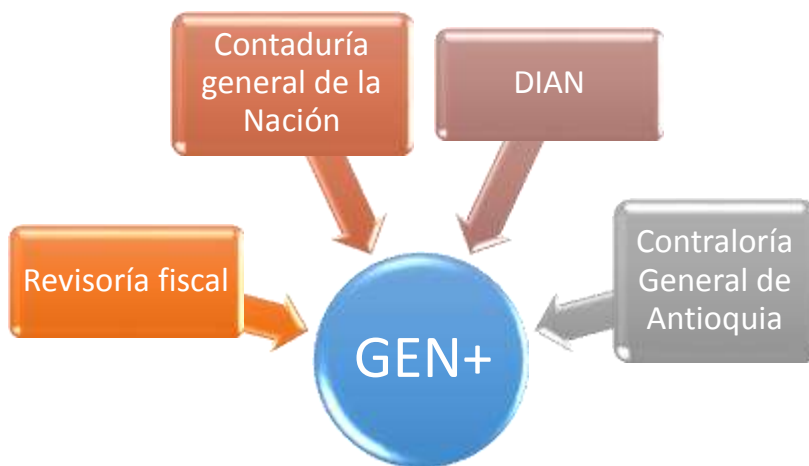 Contaduría
general de la
Nación
DIAN
Revisoría fiscal
Contraloría
General de
Antioquia
GEN+